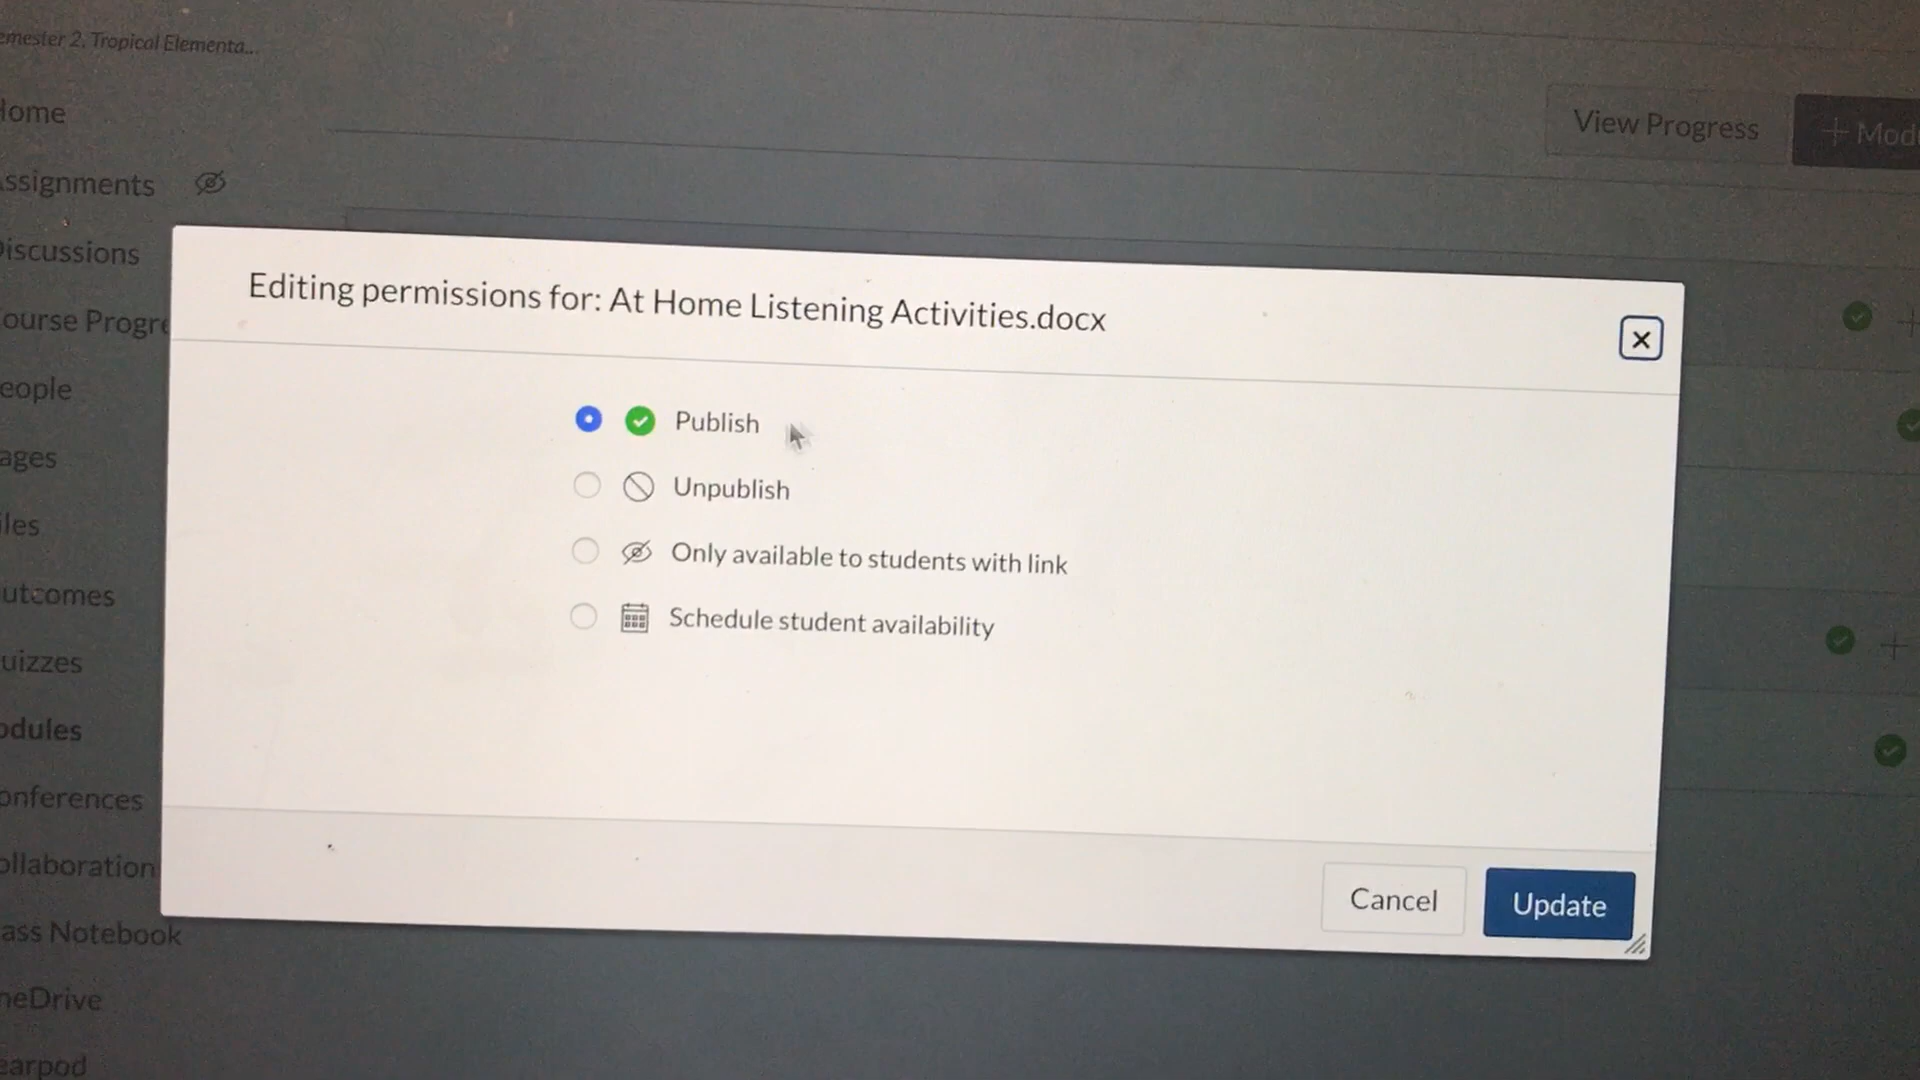 emester 2, Tropical Elementa...
Home
View Progress
+ Modu
ssignments
Discussions
Editing permissions for: At Home Listening Activities.docx
ourse Progre
eople
Publish
ages
Unpublish
iles
Only available to students with link
utcomes
Schedule student availability
uizzes
odules
onferences
ollaboration
Cancel
Update
ass Notebook
neDrive
earpod